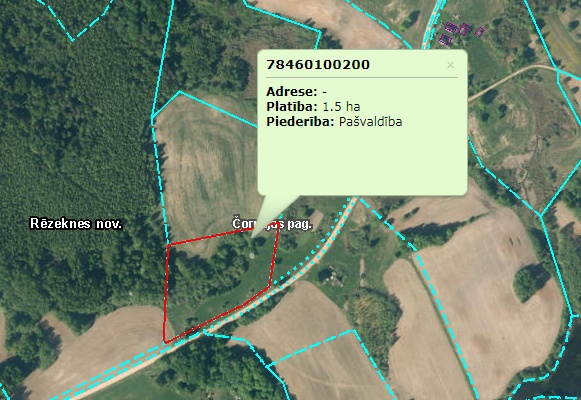 78460100200
Adrese: -
Platība: 1.5 ha
Piederība: Pašvaldība
Rēzeknes nov.
pag.